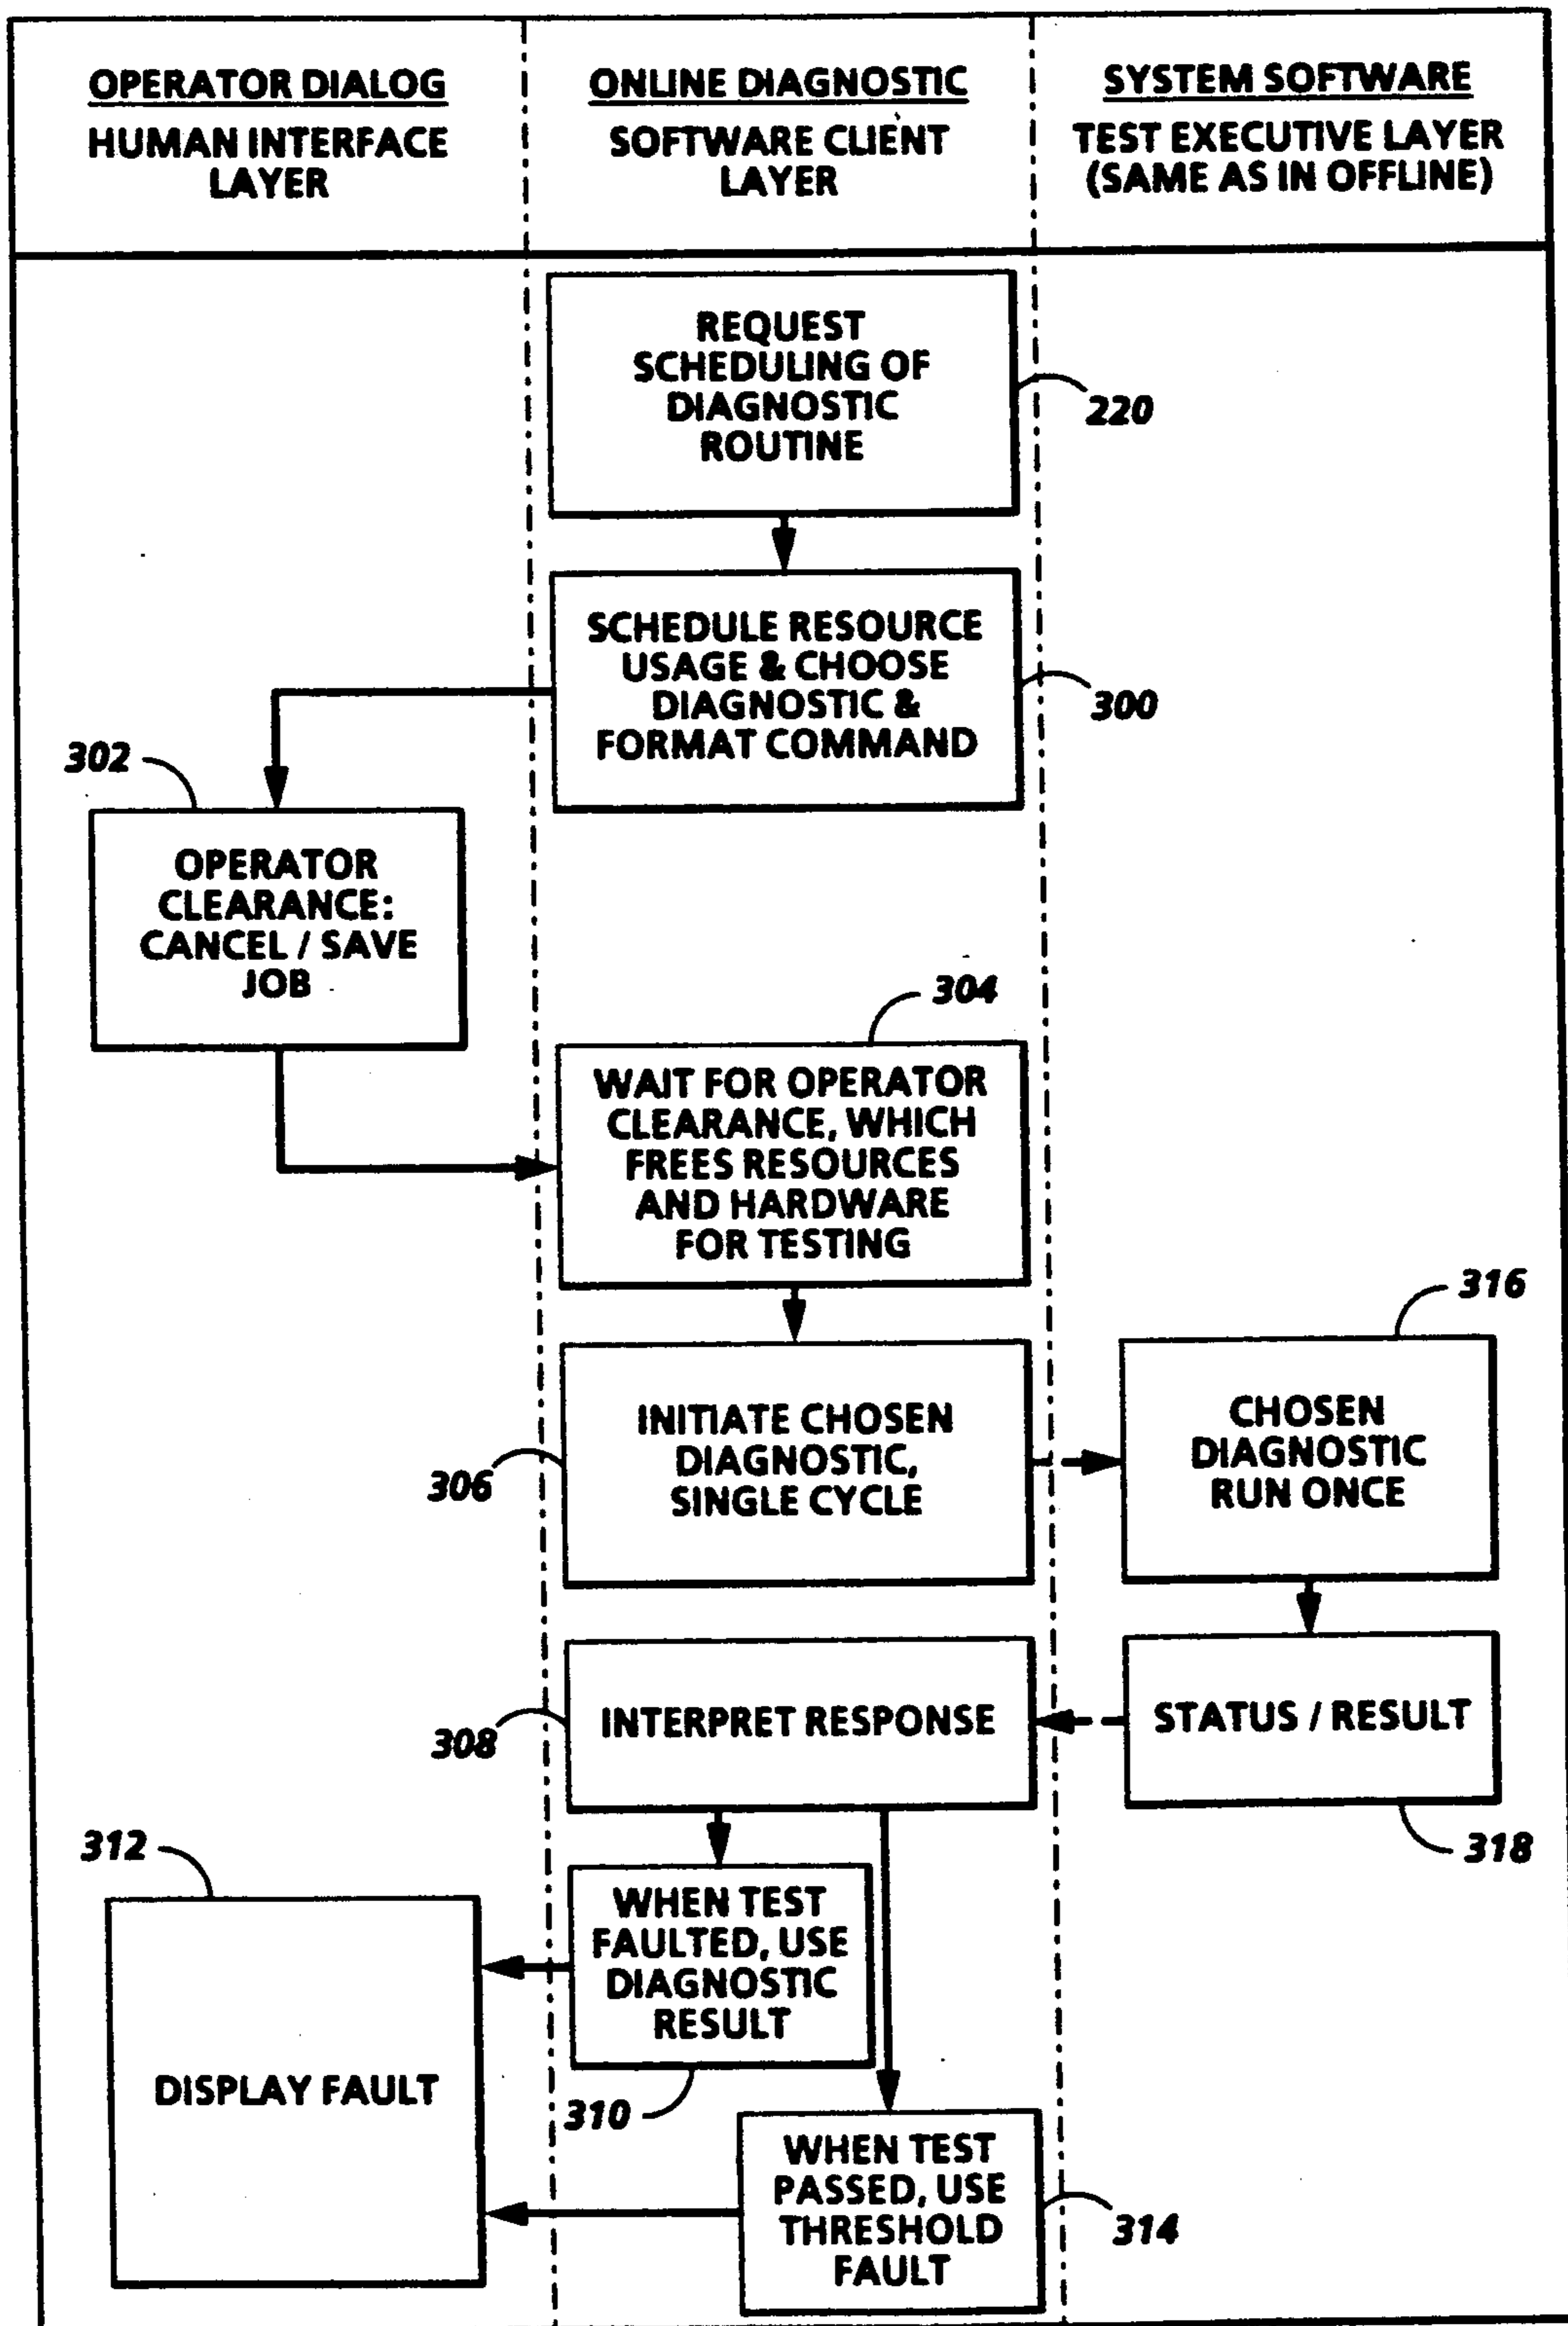 OPERATOR DIALOG
HUMAN INTERFACE
LAYER
ONLINE DIAGNOSTIC
SOFTWARE CLIENT
LAYER
SYSTEM SOFTWARE
TEST EXECUTIVE LAYER
(SAME AS IN OFFLINE)
REQUEST
SCHEDULING OF
DIAGNOSTIC
ROUTINE
220
SCHEDULE RESOURCE
USAGE & CHOOSE
DIAGNOSTIC &
FORMAT COMMAND
300
302
OPERATOR
CLEARANCE:
CANCEL / SAVE
JOB
304
WAIT FOR OPERATOR
CLEARANCE, WHICH
FREES RESOURCES
AND HARDWARE
FOR TESTING
306
INITIATE CHOSEN
DIAGNOSTIC,
SINGLE CYCLE
316
CHOSEN
DIAGNOSTIC
RUN ONCE
308
INTERPRET RESPONSE
STATUS / RESULT
318
312
DISPLAY FAULT
WHEN TEST
FAULTED, USE
DIAGNOSTIC
RESULT
310
WHEN TEST
PASSED, USE
THRESHOLD
FAULT
314